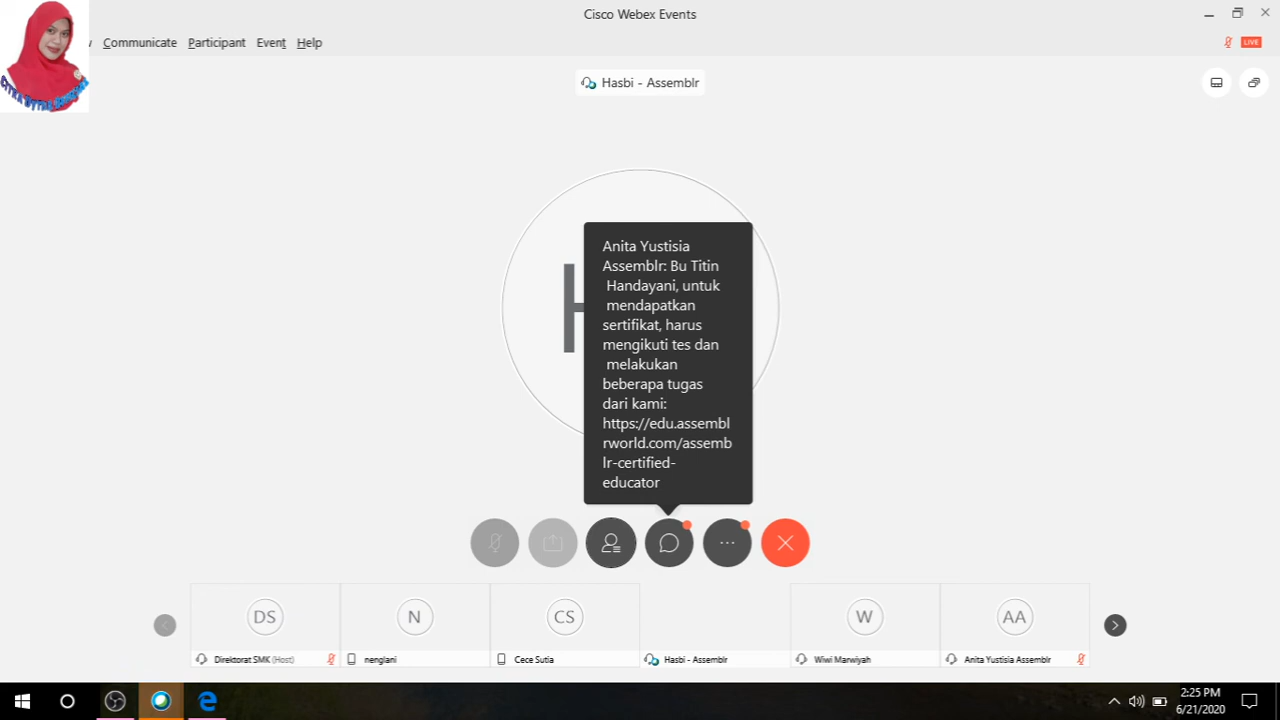 Cisco Webex Events
Communicate Participant Event Help
LIVE
Hasbi - Assemblr
H
Anita Yustisia
Assemblr: Bu Titin
Handayani, untuk
mendapatkan
sertifikat, harus
mengikuti tes dan
melakukan
beberapa tugas
dari kami:
https://edu.assembl
rworld.com/assemb
lr-certified-
educator
DS
N
CS
W
AA
Direktorat SMK (Host)
nenglani
Cece Sutia
Hasbi - Assemblr
Wiwi Marwiyah
Anita Yustisia Assemblr
2:25 PM
6/21/2020